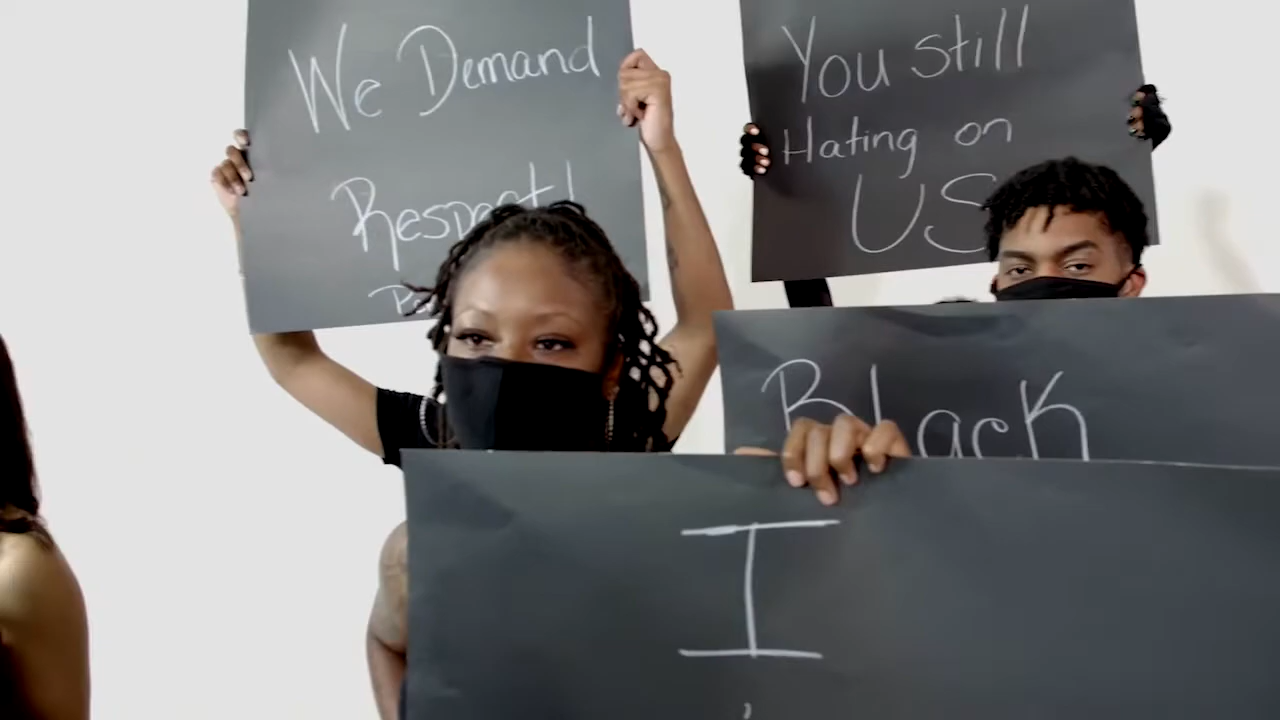 We Demand
Respect!
You still
Hating on
US
Black
I